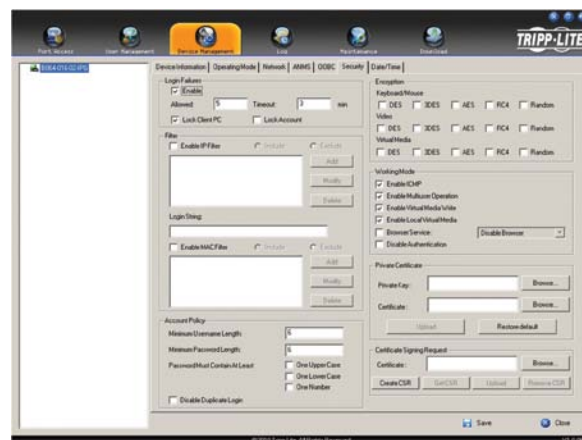 Port Access
User Management
Device Management
Log
Maintenance
Download
TRIPP·LITE
Device Information
Operating Mode
Network
ANMS
OOBC
Security
Date/Time
Login Failures
Enable
Allowed: 5 Timeout: 3 min
Lock Client PC Lock Account
Filter
Enable IP Filter Include Exclude
Add
Modify
Delete
Login String:
Enable MAC Filter Include Exclude
Add
Modify
Delete
Account Policy
Minimum Username Length: 6
Minimum Password Length: 6
Password Must Contain At Least: One Upper Case
One Lower Case
One Number
Disable Duplicate Login
Encryption
Keyboard/Mouse
DES 3DES AES RC4 Random
Video
DES 3DES AES RC4 Random
Virtual Media
DES 3DES AES RC4 Random
Working Mode
Enable ICMP
Enable Multiuser Operation
Enable Virtual Media Write
Enable Local Virtual Media
Browser Service: Disable Browser
Disable Authentication
Private Certificate
Private Key: Browse...
Certificate: Browse...
Upload Restore default
Certificate Signing Request
Certificate: Browse...
Create CSR Get CSR Upload Remove CSR
Save Close